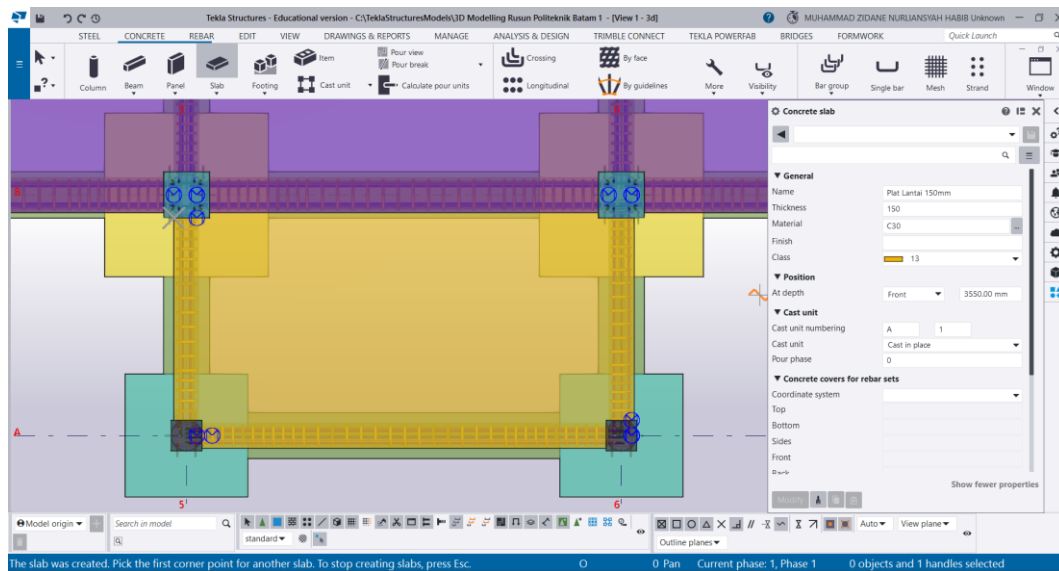 Tekla Structures - Educational version - C:\TeklaStructuresModels\3D Modelling Rusun Politeknik Batam 1 - [View 1 - 3d]
MUHAMMAD ZIDANE NURLIANSYAH HABIB Unknown
STEEL CONCRETE REBAR EDIT VIEW DRAWINGS & REPORTS MANAGE ANALYSIS & DESIGN TRIMBLE CONNECT TEKLA POWERFAB BRIDGES FORMWORK Quick Launch
Item Pour view Pour break Crossing By face
Cast unit Calculate pour units Longitudinal By guidelines
Column Beam Panel Slab Footing More Visibility Bar group Single bar Mesh Strand Window
Concrete slab
General
Name Plat Lantai 150mm
Thickness 150
Material C30 ...
Finish
Class 13
Position
At depth Front 3550.00 mm
Cast unit
Cast unit numbering A 1
Cast unit Cast in place
Pour phase 0
Concrete covers for rebar sets
Coordinate system
Top
Bottom
Sides
Front
Back
Show fewer properties
Modify
B
A
5
6
Model origin Search in model standard Auto View plane
Outline planes
The slab was created. Pick the first corner point for another slab. To stop creating slabs, press Esc. O 0 Pan Current phase: 1, Phase 1 0 objects and 1 handles selected